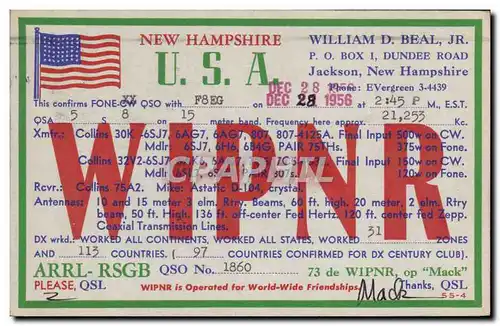 NEW HAMPSHIRE
U. S. A.
WILLIAM D. BEAL, JR.
P. O. BOX 1, DUNDEE ROAD
Jackson, New Hampshire
Phone: EVergreen 3-4439
DEC 28
This confirms FONE-CW QSO with F8EG on DEC 28 1956 at 2:45 P M., E.S.T.
QSA 5 8 15 meter band. Frequency here approx. 21,253 Kc.
Xmtr.: Collins 30K -6SJ7, 6AG7, 6AG7, 807, 807-4125A. Final Input 500w on CW.
Mdlr: 6SJ7, 6H6, 6B4G PAIR 75THs. 375w on Fone.
Collins 32V2-6SJ7 Final Input 150w on CW.
Mdlr: 807s. 120w on Fone.
Rcvr.: Collins 75A2. Mike: Astatic D-104, crystal.
Antennas: 10 and 15 meter 3 elm. Rtry. Beams. 60 ft. high, 20 meter, 2 elm. Rtry
beam, 50 ft. High. 136 ft. off-center Fed Hertz. 120 ft. center fed Zepp.
Coaxial Transmission Lines.
W1PNR
DX wrkd.: WORKED ALL CONTINENTS, WORKED ALL STATES, WORKED 31 ZONES
AND 113 COUNTRIES. ( 97 COUNTRIES CONFIRMED FOR DX CENTURY CLUB).
ARRL- RSGB QSO No. 1860 73 de W1PNR, op "Mack"
PLEASE, QSL Mack Thanks, QSL
W1PNR is Operated for World-Wide Friendships
55-4
delcampe.net